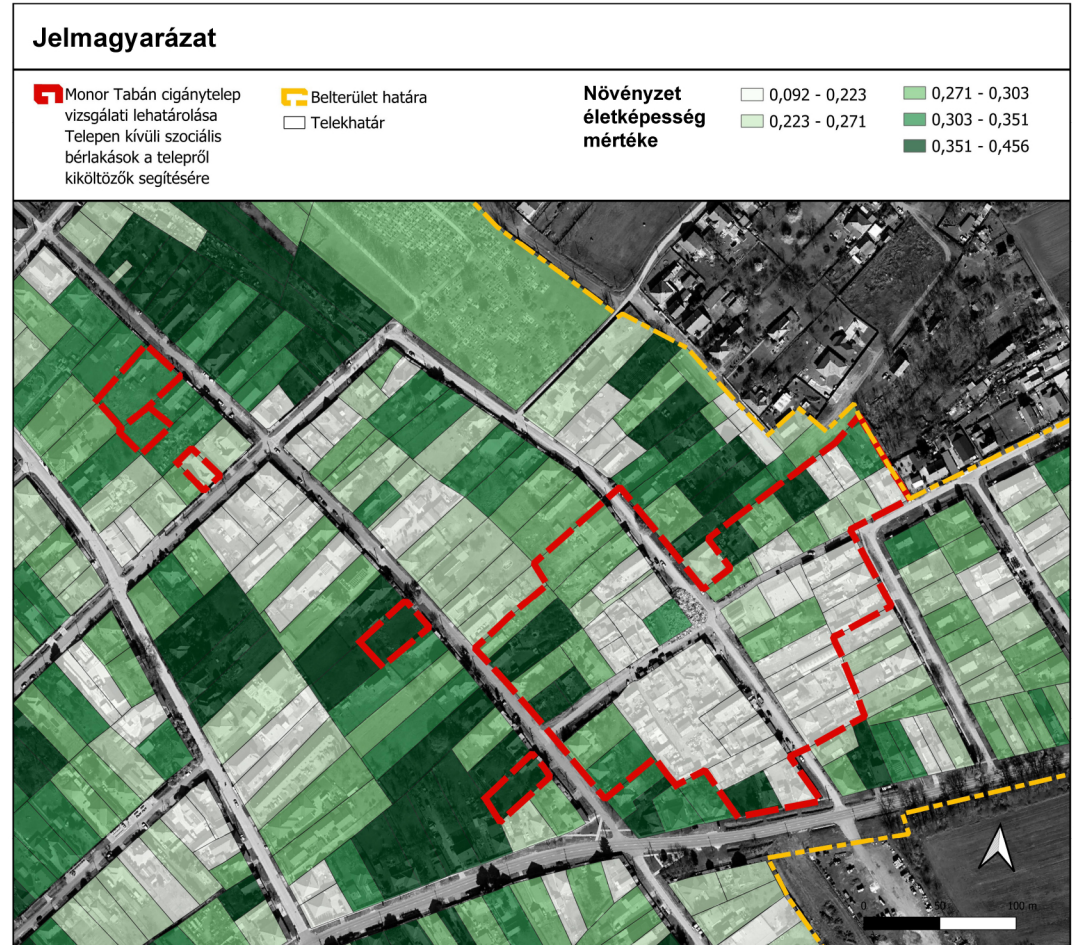 Jelmagyarázat
Monor Tabán cigánytelep
vizsgálati lehatárolása
Telepen kívüli szociális
bérlakások a telepről
kiköltözők segítésére
Belterület határa
Telekhatár
Növényzet
életképesség
mértéke
0,092 - 0,223
0,223 - 0,271
0,271 - 0,303
0,303 - 0,351
0,351 - 0,456
0 50 100 m